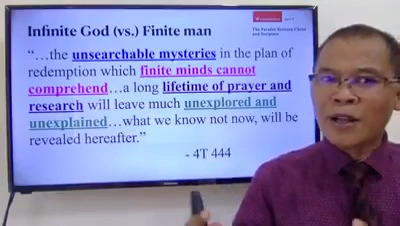 Infinite God (vs.) Finite man
“…the unsearchable mysteries in the plan of
redemption which finite minds cannot
comprehend…a long lifetime of prayer and
research will leave much unexplored and
unexplained…what we know not now, will be
revealed hereafter.”
- 4T 444
The Parallel Between Christ
and Scripture